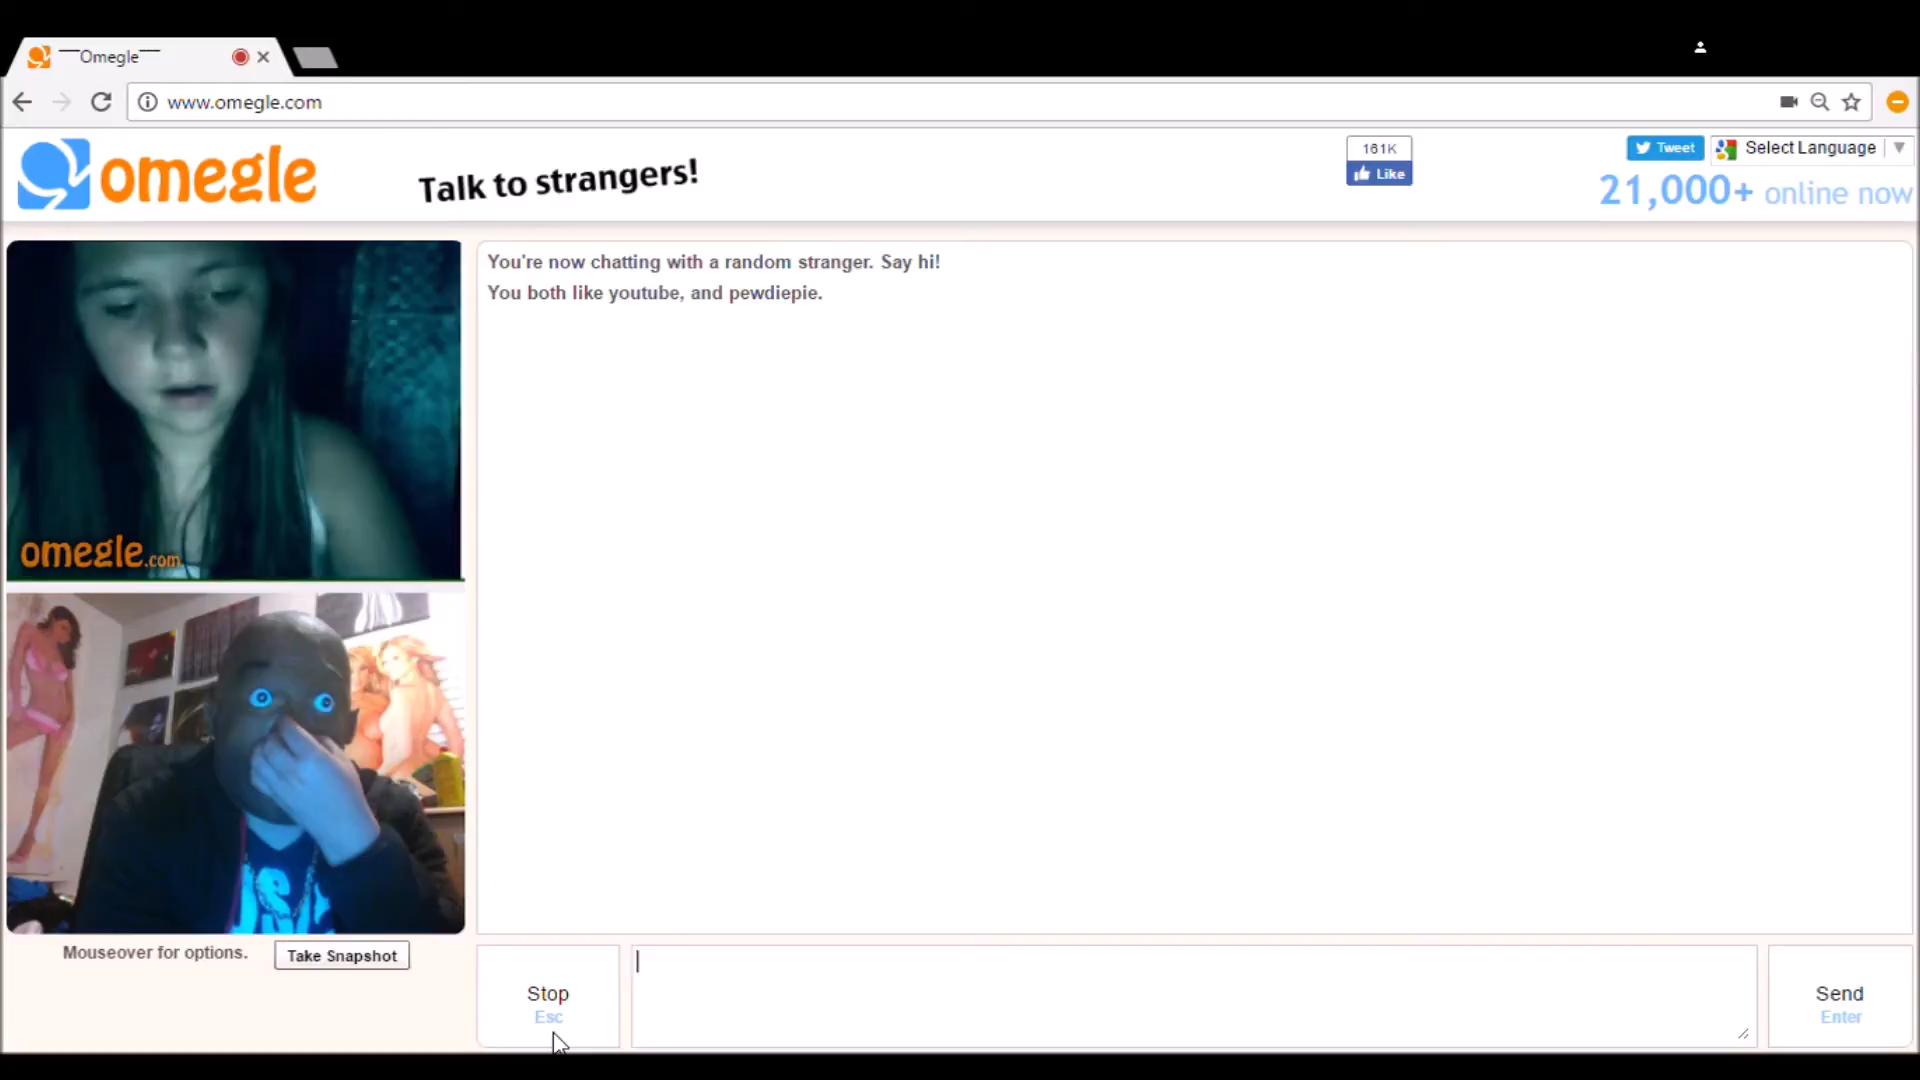 Omegle
www.omegle.com
omegle
Talk to strangers!
161K
Like
Tweet
Select Language
21,000+ online now
You're now chatting with a random stranger. Say hi!
You both like youtube, and pewdiepie.
omegle.com
Mouseover for options.
Take Snapshot
Stop
Esc
Send
Enter